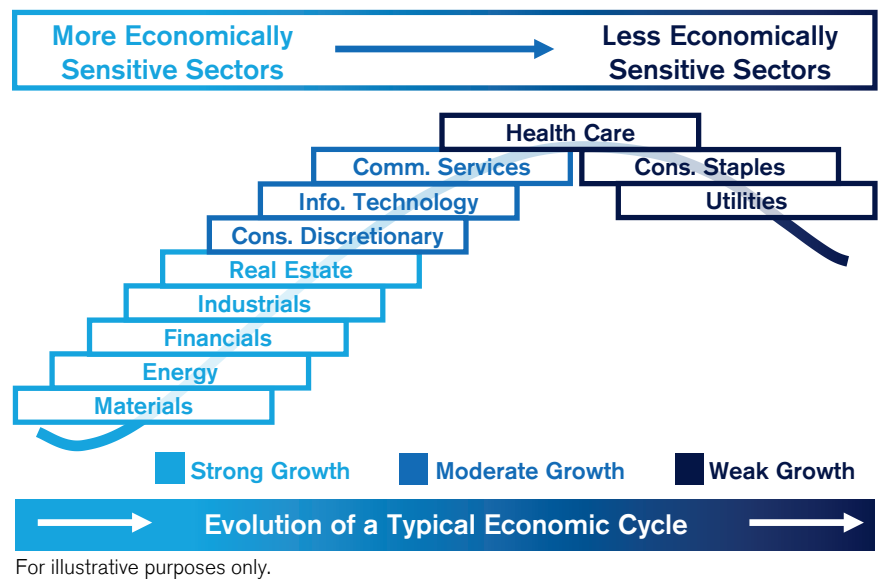 More Economically
Sensitive Sectors
Less Economically
Sensitive Sectors
Health Care
Comm. Services
Cons. Staples
Info. Technology
Utilities
Cons. Discretionary
Real Estate
Industrials
Financials
Energy
Materials
Strong Growth
Moderate Growth
Weak Growth
Evolution of a Typical Economic Cycle
For illustrative purposes only.